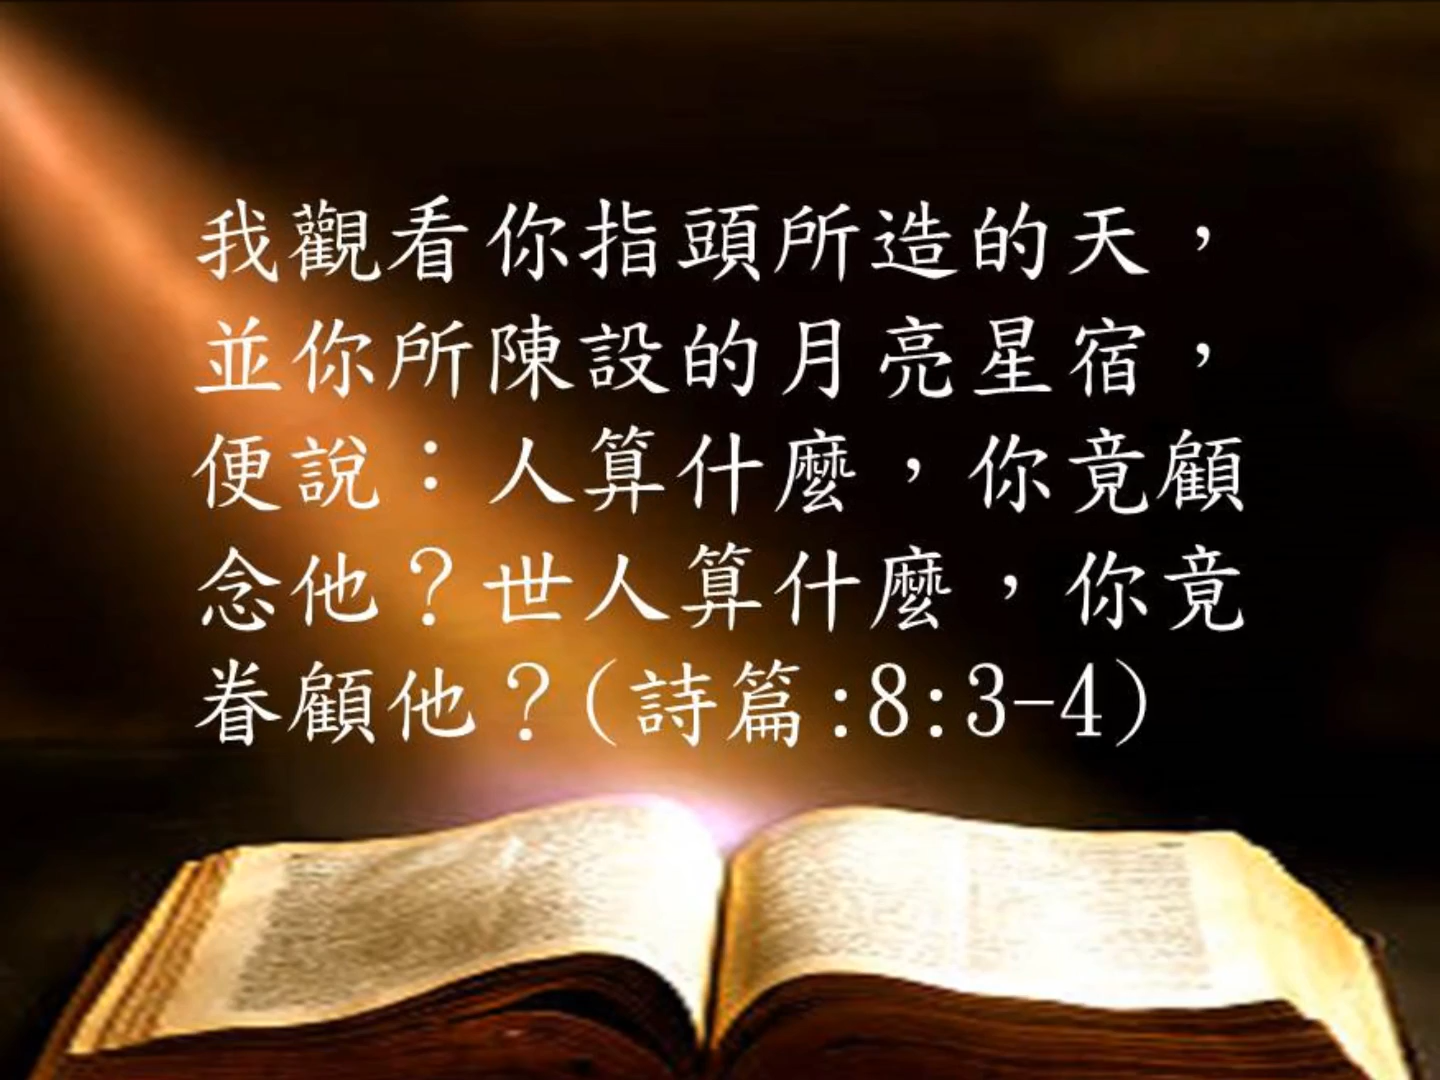 我觀看你指頭所造的天，
並你所陳設的月亮星宿，
便說：人算什麼，你竟顧
念他？世人算什麼，你竟
眷顧他？(詩篇:8:3-4)